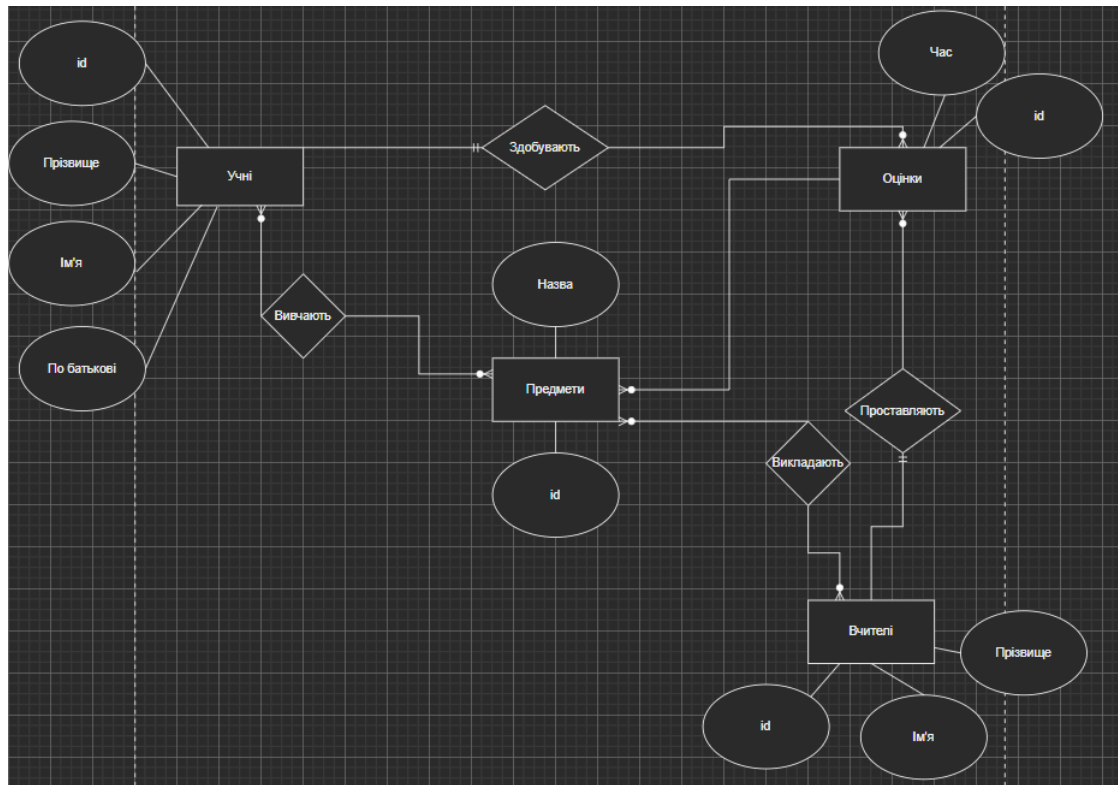 Час
id
id
Здобувають
Прізвище
Учні
Оцінки
Ім'я
Назва
Вивчають
По батькові
Предмети
Проставляють
Викладають
id
Вчителі
Прізвище
id
Ім'я